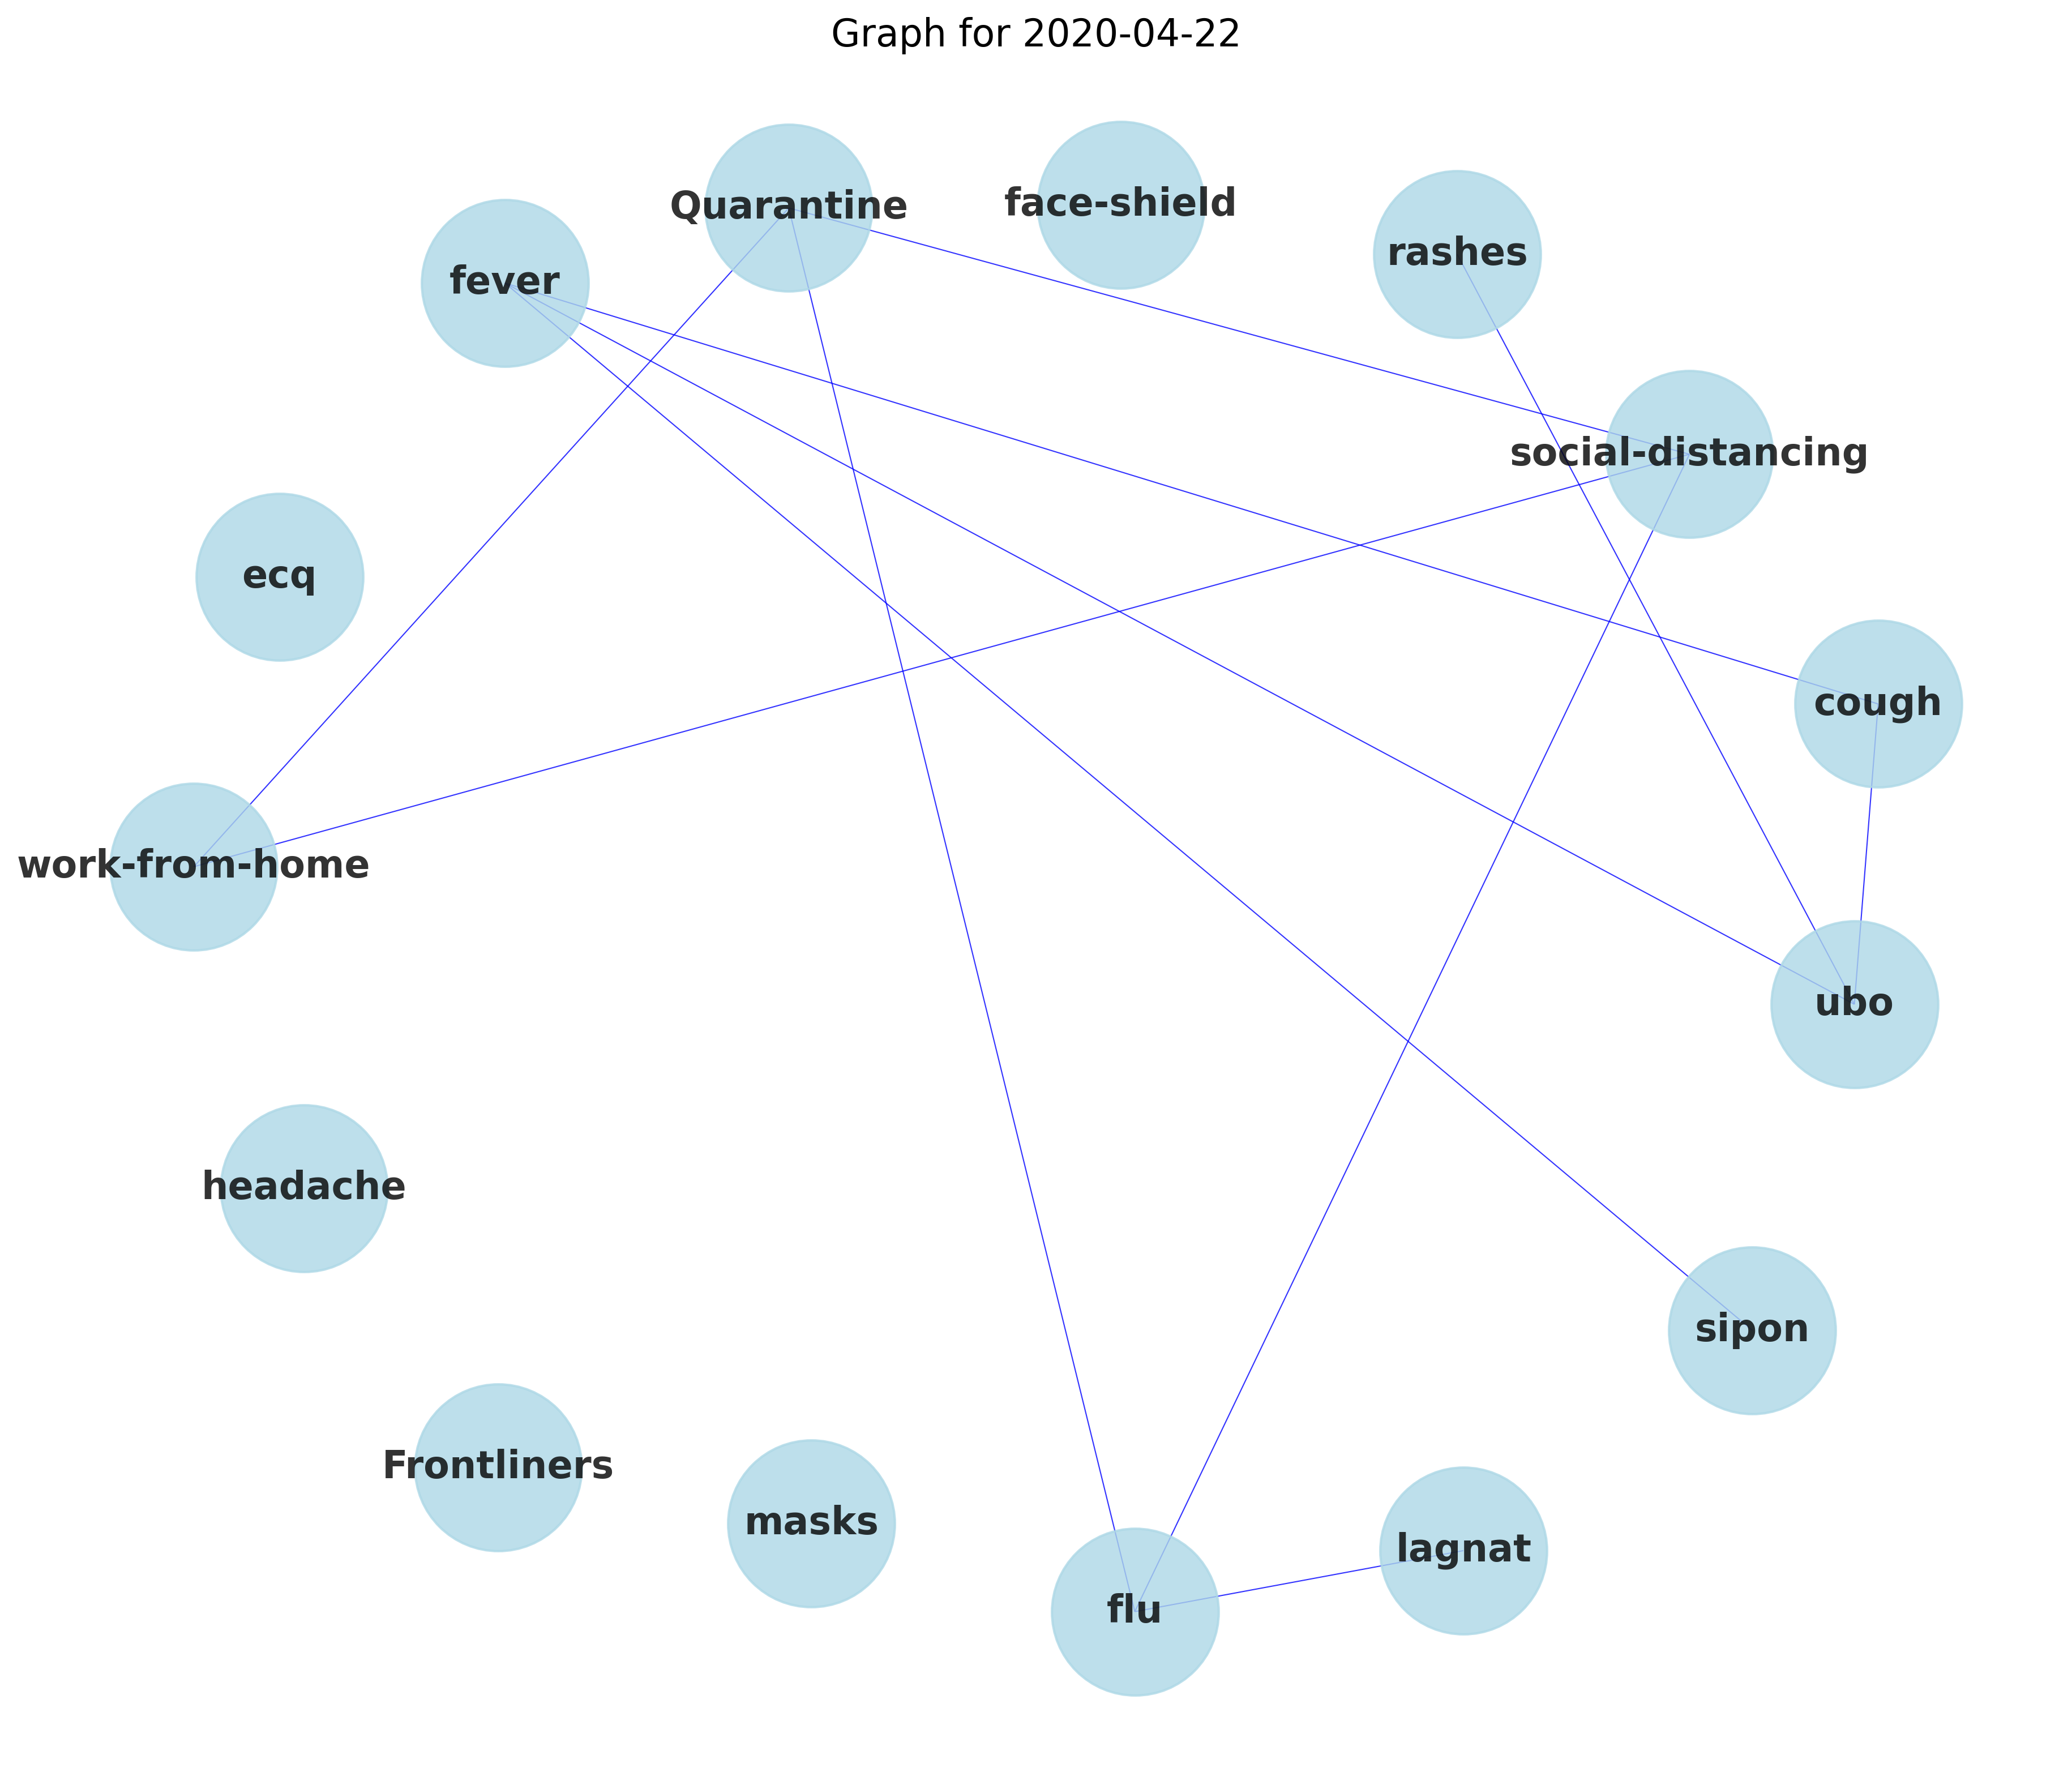 Graph for 2020-04-22
Quarantine
face-shield
rashes
fever
social-distancing
ecq
cough
work-from-home
ubo
headache
sipon
Frontliners
masks
lagnat
flu